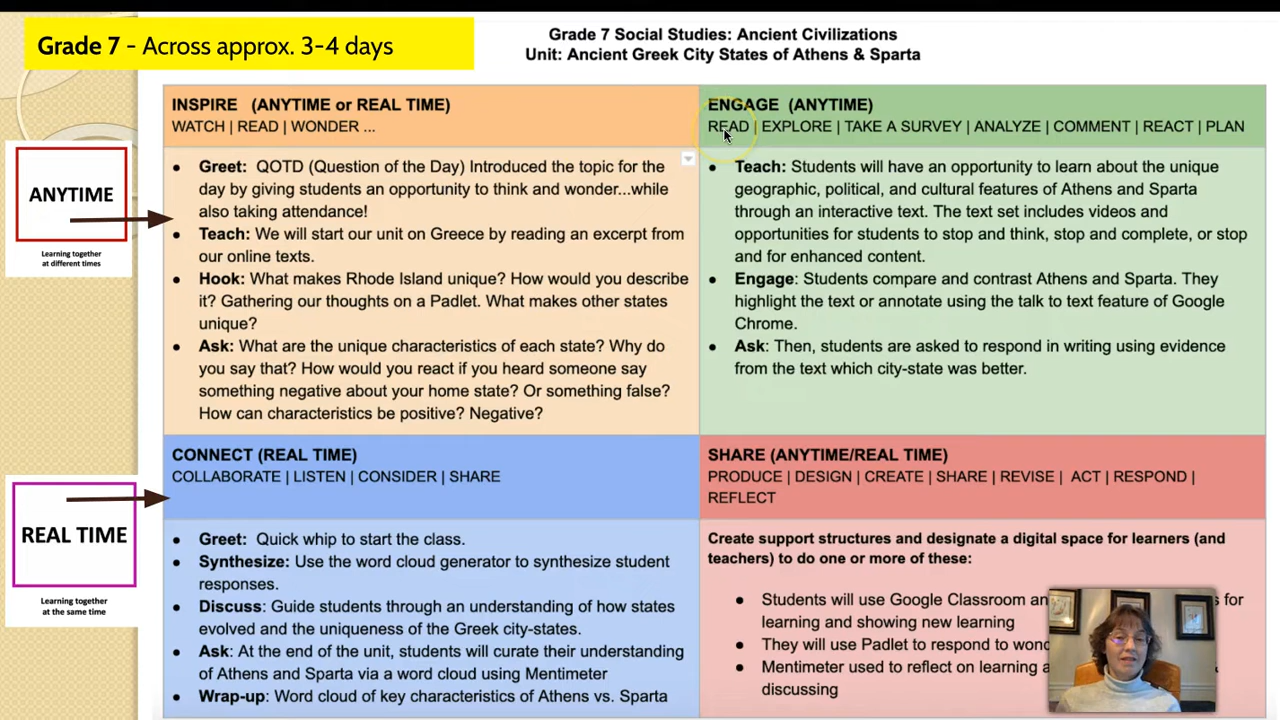 Grade 7 - Across approx. 3-4 days
Grade 7 Social Studies: Ancient Civilizations
Unit: Ancient Greek City States of Athens & Sparta
ANYTIME
Learning together
at different times
INSPIRE (ANYTIME or REAL TIME)
WATCH | READ | WONDER ...
• Greet: QOTD (Question of the Day) Introduced the topic for the
day by giving students an opportunity to think and wonder...while
also taking attendance!
• Teach: We will start our unit on Greece by reading an excerpt from
our online texts.
• Hook: What makes Rhode Island unique? How would you describe
it? Gathering our thoughts on a Padlet. What makes other states
unique?
• Ask: What are the unique characteristics of each state? Why do
you say that? How would you react if you heard someone say
something negative about your home state? Or something false?
How can characteristics be positive? Negative?
ENGAGE (ANYTIME)
READ | EXPLORE | TAKE A SURVEY | ANALYZE | COMMENT | REACT | PLAN
• Teach: Students will have an opportunity to learn about the unique
geographic, political, and cultural features of Athens and Sparta
through an interactive text. The text set includes videos and
opportunities for students to stop and think, stop and complete, or stop
and for enhanced content.
• Engage: Students compare and contrast Athens and Sparta. They
highlight the text or annotate using the talk to text feature of Google
Chrome.
• Ask: Then, students are asked to respond in writing using evidence
from the text which city-state was better.
REAL TIME
Learning together
at the same time
CONNECT (REAL TIME)
COLLABORATE | LISTEN | CONSIDER | SHARE
• Greet: Quick whip to start the class.
• Synthesize: Use the word cloud generator to synthesize student
responses.
• Discuss: Guide students through an understanding of how states
evolved and the uniqueness of the Greek city-states.
• Ask: At the end of the unit, students will curate their understanding
of Athens and Sparta via a word cloud using Mentimeter
• Wrap-up: Word cloud of key characteristics of Athens vs. Sparta
SHARE (ANYTIME/REAL TIME)
PRODUCE | DESIGN | CREATE | SHARE | REVISE | ACT | RESPOND |
REFLECT
Create support structures and designate a digital space for learners (and
teachers) to do one or more of these:
• Students will use Google Classroom for
learning and showing new learning
• They will use Padlet to respond to
• Mentimeter used to reflect on learning
discussing